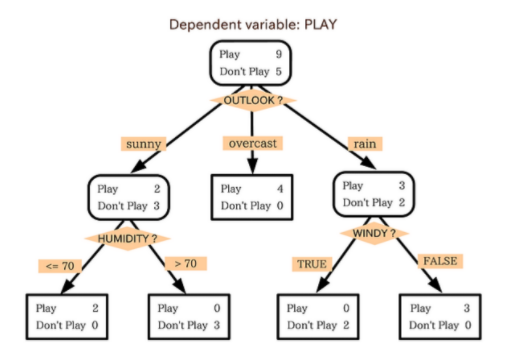 Dependent variable: PLAY
Play 9
Don't Play 5
OUTLOOK ?
sunny
overcast
rain
Play 2
Don't Play 3
Play 4
Don't Play 0
Play 3
Don't Play 2
HUMIDITY ?
WINDY ?
<= 70
> 70
TRUE
FALSE
Play 2
Don't Play 0
Play 0
Don't Play 3
Play 0
Don't Play 2
Play 3
Don't Play 0